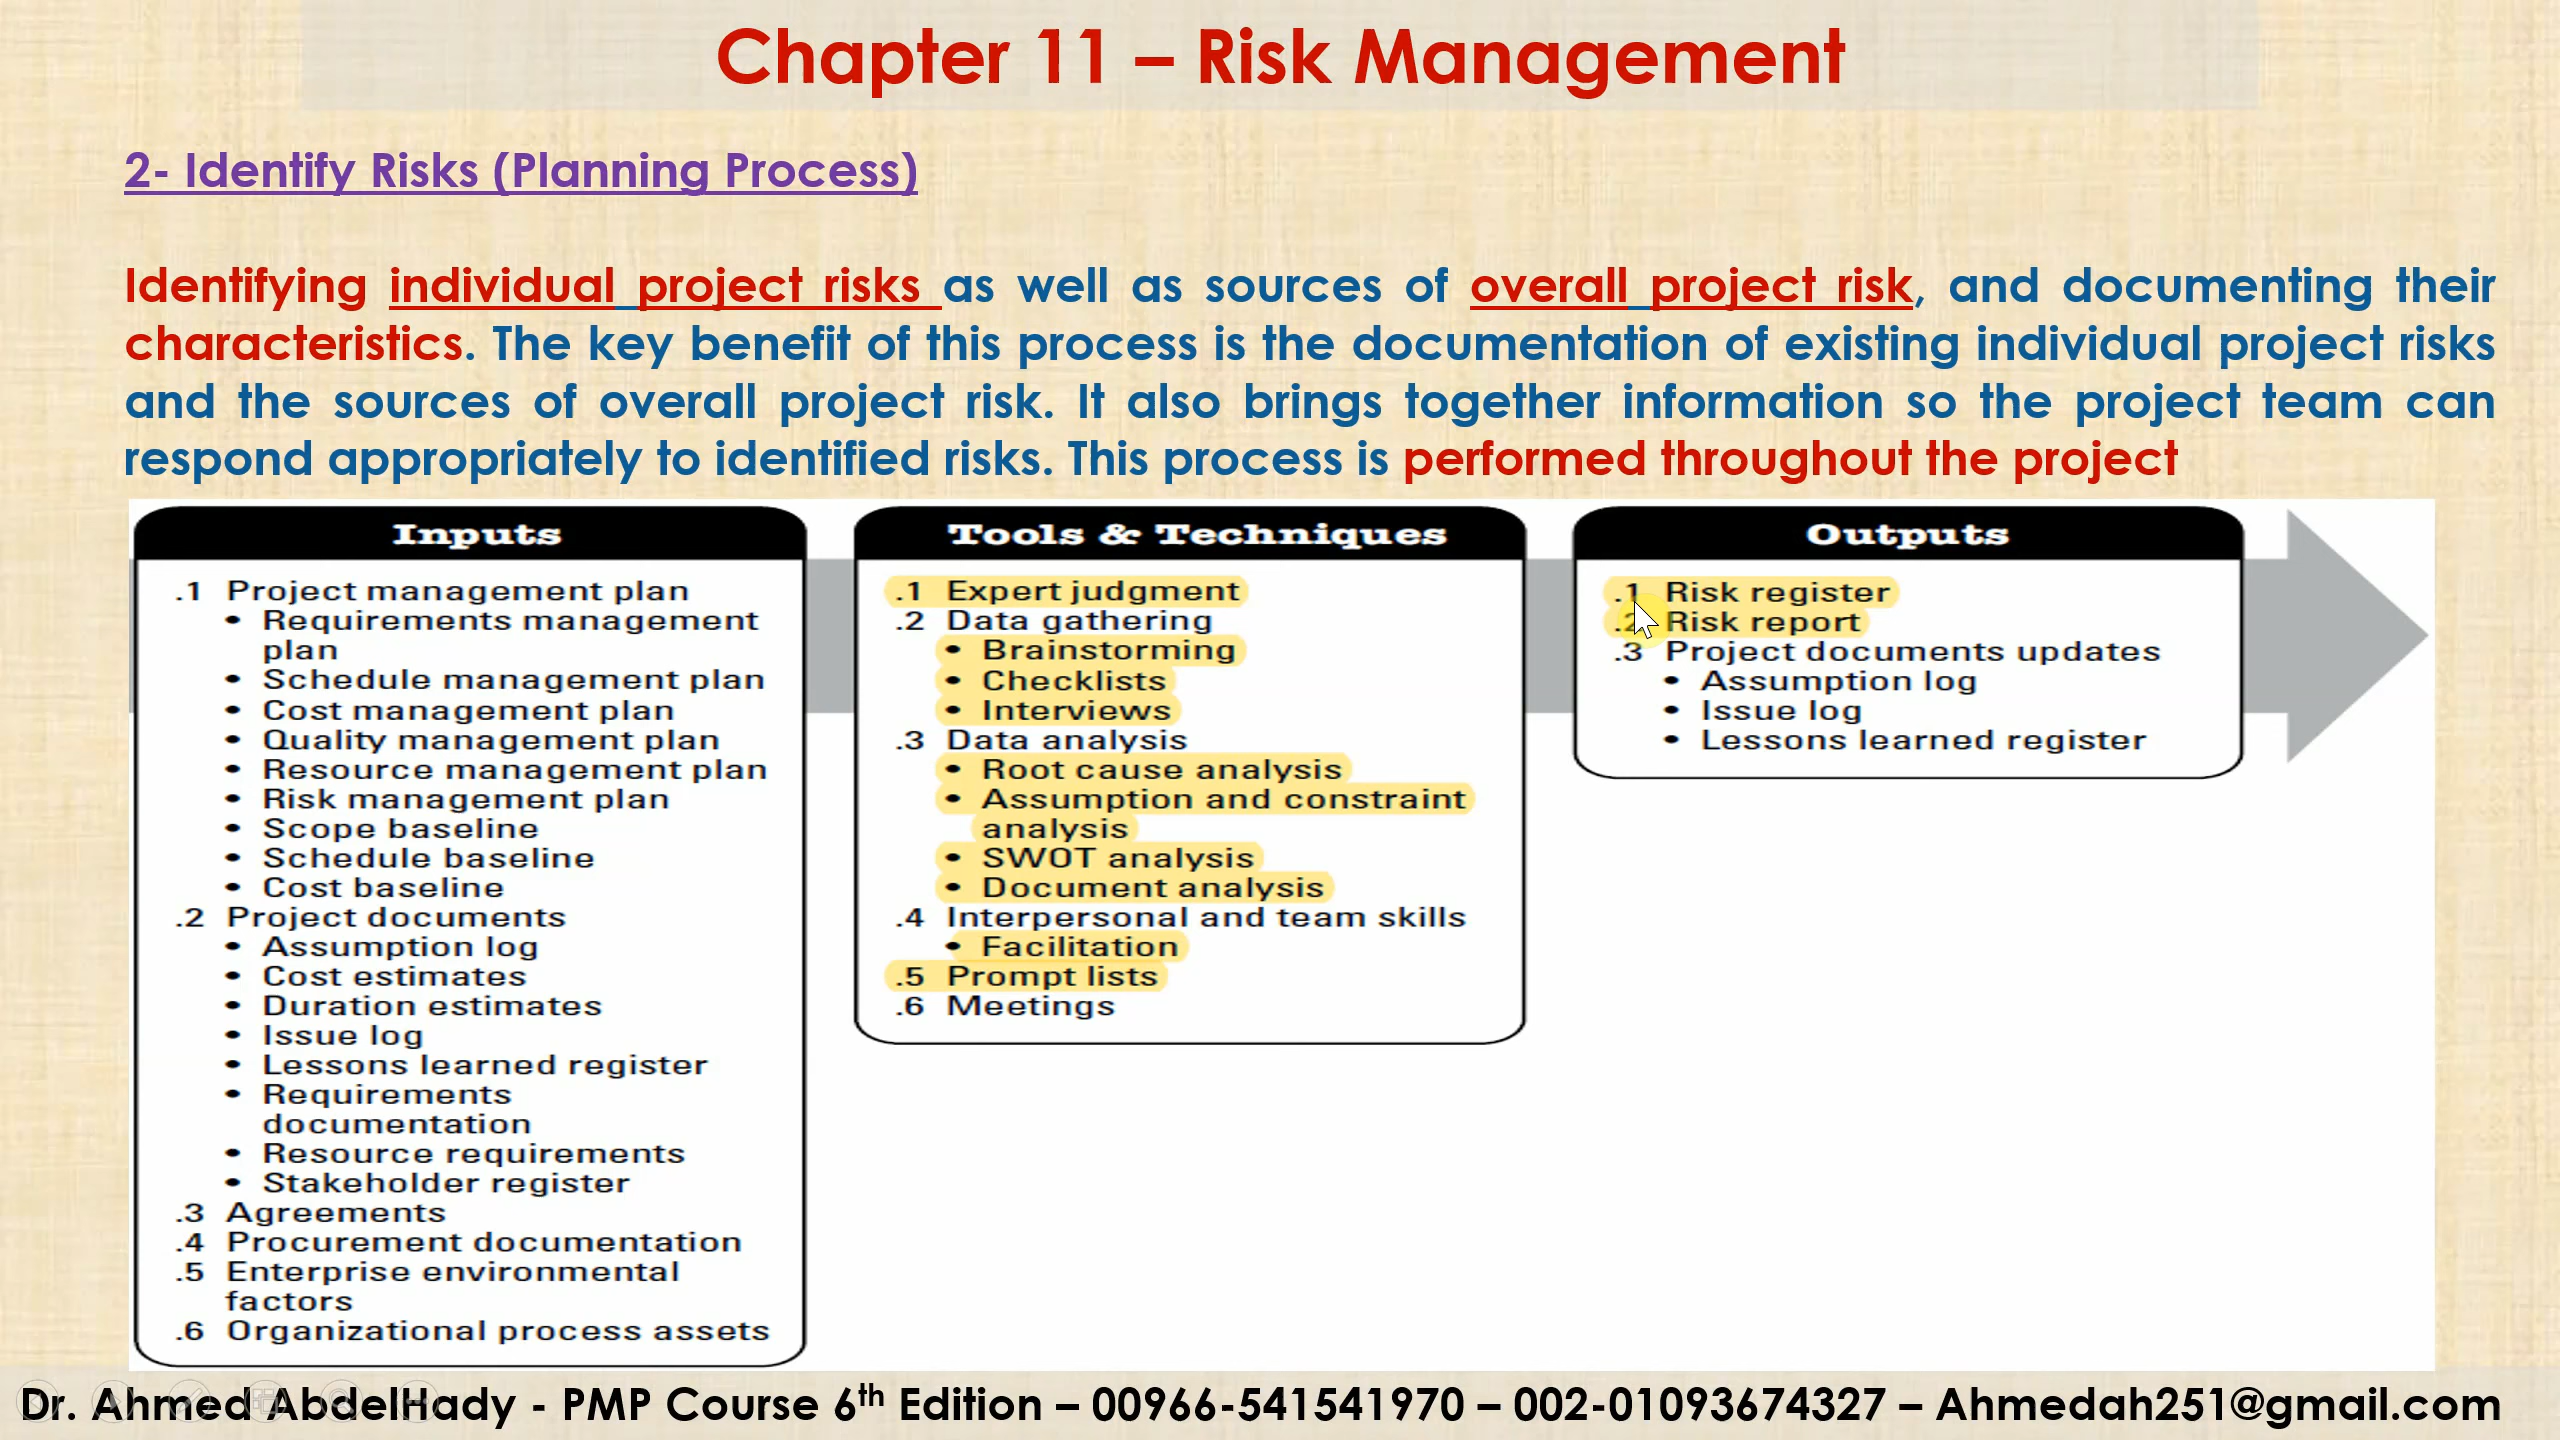 Chapter 11 – Risk Management
2- Identify Risks (Planning Process)
Identifying individual project risks as well as sources of overall project risk, and documenting their
characteristics. The key benefit of this process is the documentation of existing individual project risks
and the sources of overall project risk. It also brings together information so the project team can
respond appropriately to identified risks. This process is performed throughout the project
Inputs
.1 Project management plan
• Requirements management
plan
• Schedule management plan
• Cost management plan
• Quality management plan
• Resource management plan
• Risk management plan
• Scope baseline
• Schedule baseline
• Cost baseline
.2 Project documents
• Assumption log
• Cost estimates
• Duration estimates
• Issue log
• Lessons learned register
• Requirements
documentation
• Resource requirements
• Stakeholder register
.3 Agreements
.4 Procurement documentation
.5 Enterprise environmental
factors
.6 Organizational process assets
Tools & Techniques
.1 Expert judgment
.2 Data gathering
• Brainstorming
• Checklists
• Interviews
.3 Data analysis
• Root cause analysis
• Assumption and constraint
analysis
• SWOT analysis
• Document analysis
.4 Interpersonal and team skills
• Facilitation
.5 Prompt lists
.6 Meetings
Outputs
.1 Risk register
.2 Risk report
.3 Project documents updates
• Assumption log
• Issue log
• Lessons learned register
Dr. Ahmed AbdelHady - PMP Course 6th Edition – 00966-541541970 – 002-01093674327 – Ahmedah251@gmail.com